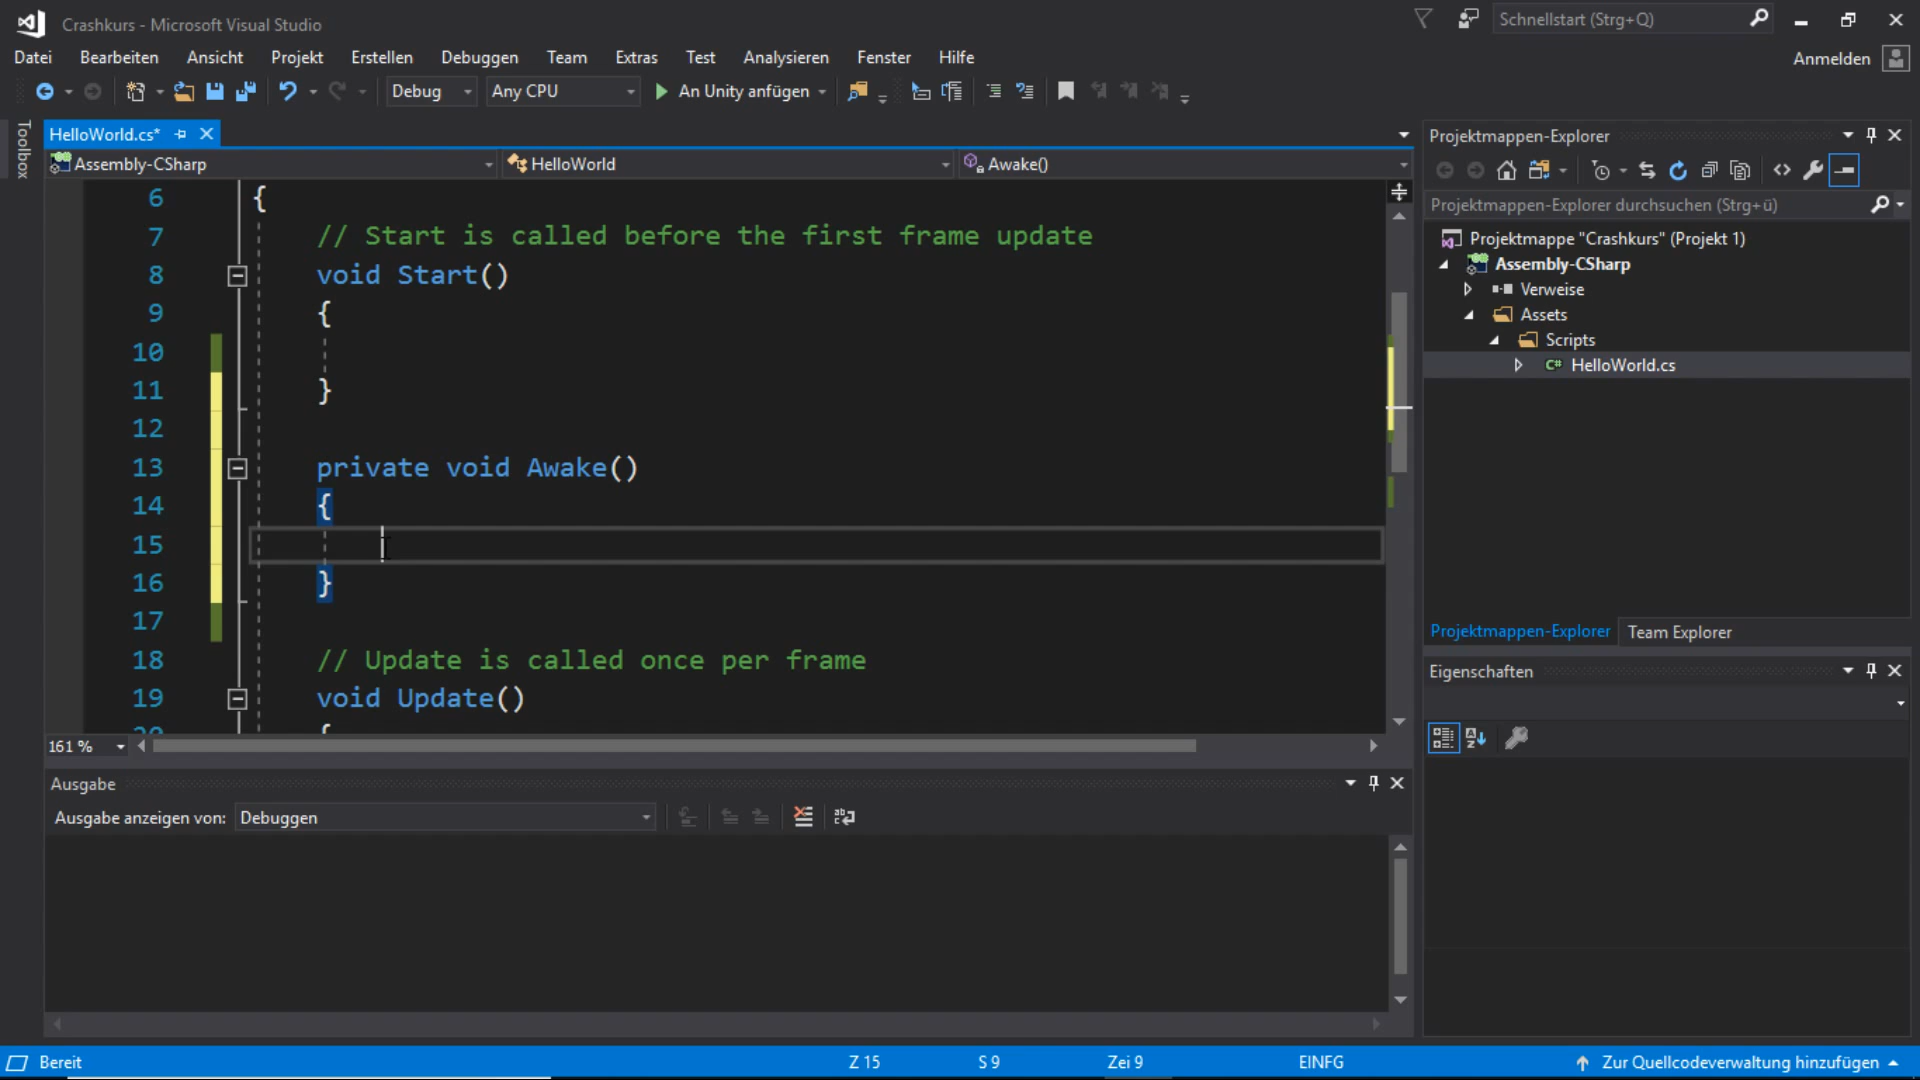 Crashkurs - Microsoft Visual Studio
Schnellstart (Strg+Q)
Datei Bearbeiten Ansicht Projekt Erstellen Debuggen Team Extras Test Analysieren Fenster Hilfe
Anmelden
Debug Any CPU An Unity anfügen
Toolbox
HelloWorld.cs*
Assembly-CSharp HelloWorld Awake()
6 {
7 // Start is called before the first frame update
8 void Start()
9 {
10
11 }
12
13 private void Awake()
14 {
15
16 }
17
18 // Update is called once per frame
19 void Update()
161 %
Ausgabe
Ausgabe anzeigen von: Debuggen
Projektmappen-Explorer
Projektmappen-Explorer durchsuchen (Strg+ü)
Projektmappe "Crashkurs" (Projekt 1)
Assembly-CSharp
Verweise
Assets
Scripts
C# HelloWorld.cs
Projektmappen-Explorer Team Explorer
Eigenschaften
Bereit Z 15 S 9 Zei 9 EINFG Zur Quellcodeverwaltung hinzufügen